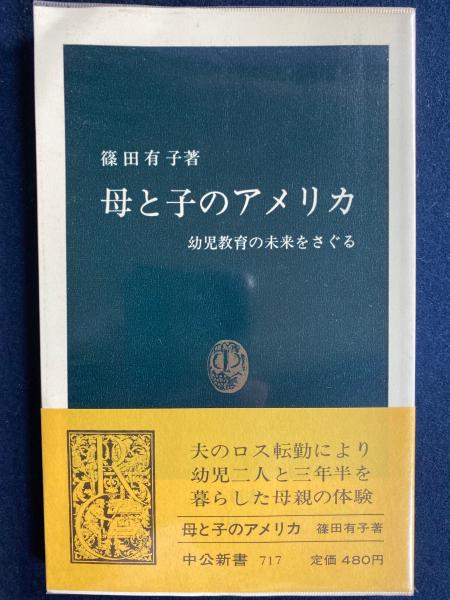 篠田有子著
母と子のアメリカ
幼児教育の未来をさぐる
夫のロス転勤により
幼児二人と三年半を
暮らした母親の体験
母と子のアメリカ 篠田有子著
中公新書 717 定価 480円